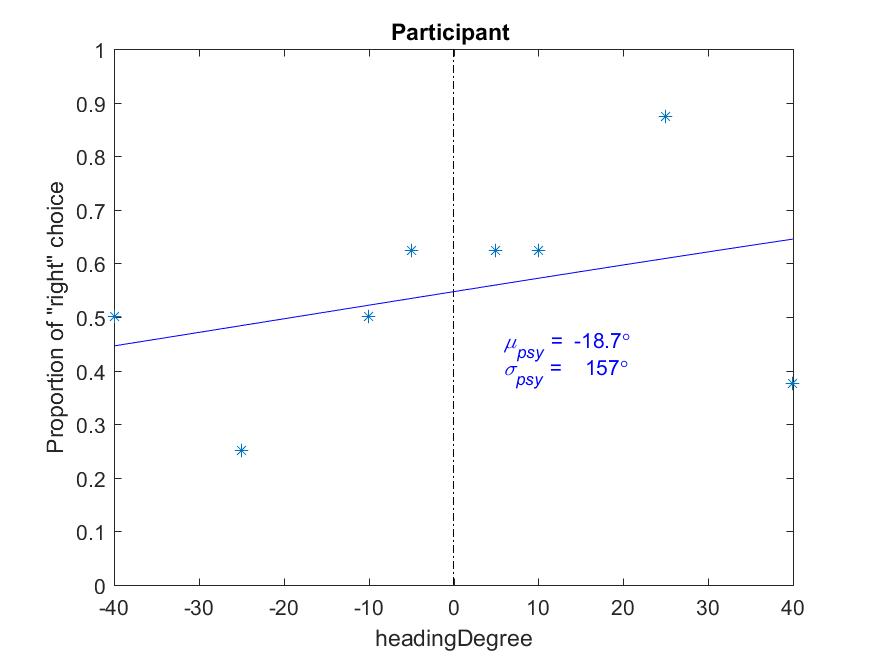 Participant
1
0.9
0.8
0.7
0.6
0.5
0.4
0.3
0.2
0.1
0
Proportion of "right" choice
μpsy = -18.7°
σpsy = 157°
-40 -30 -20 -10 0 10 20 30 40
headingDegree